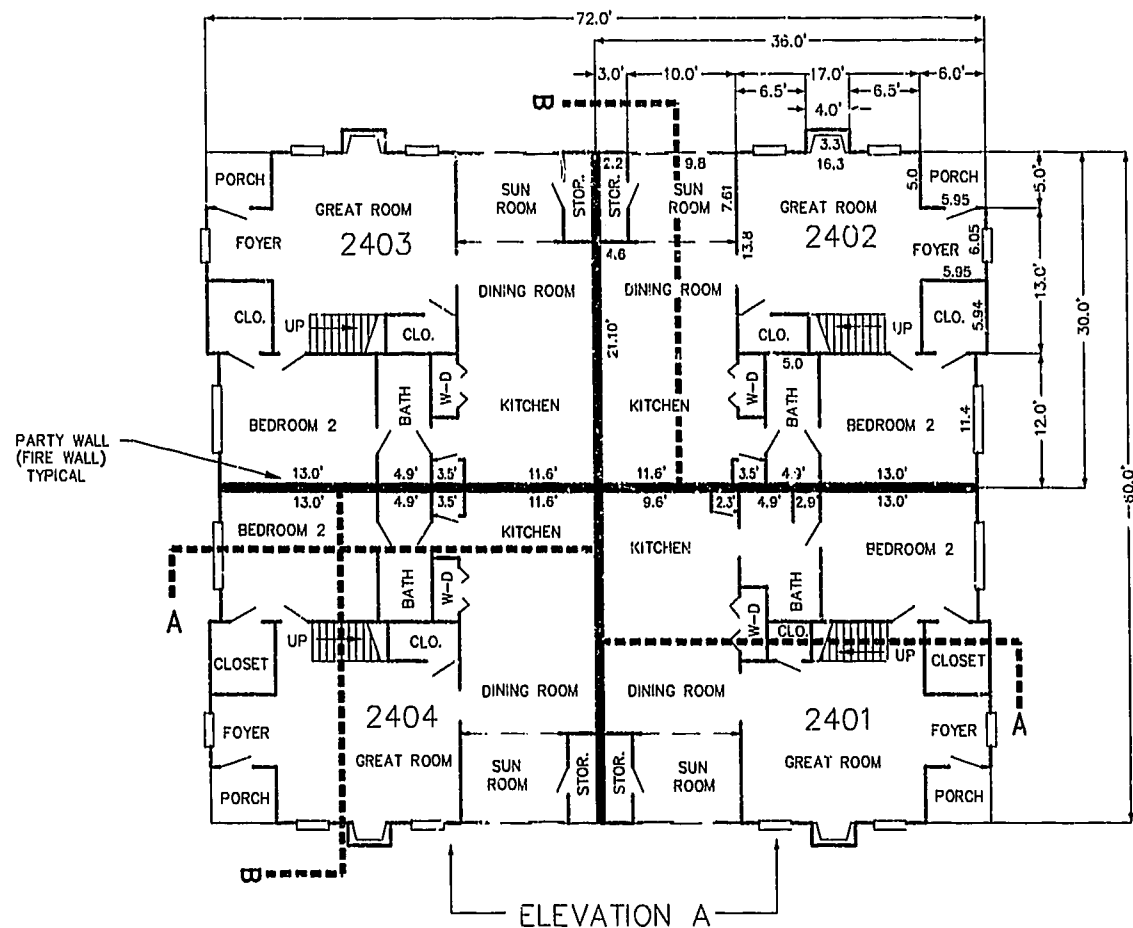 72.0'
36.0'
3.0' 10.0' 17.0' 6.0'
6.5' 6.5'
4.0'
B
3.3
2.2 9.8 16.3
PORCH SUN ROOM STOR. STOR. SUN ROOM 7.61 5.0 PORCH 5.0'
5.95
GREAT ROOM GREAT ROOM
2403 2402
FOYER FOYER 6.05
4.6 13.8
5.95
13.0'
DINING ROOM DINING ROOM
30.0'
60.0'
CLO. UP CLO. CLO. UP CLO. 5.94
21.10'
5.0
BATH W-D W-D BATH
KITCHEN KITCHEN
BEDROOM 2 BEDROOM 2 11.4 12.0'
PARTY WALL
(FIRE WALL)
TYPICAL
13.0' 4.9' 3.5' 11.6' 11.6' 3.5' 4.9' 13.0'
13.0' 4.9' 3.5' 11.6' 9.6' 2.3' 4.9' 2.9' 13.0'
BEDROOM 2 KITCHEN KITCHEN BEDROOM 2
BATH W-D W-D BATH
A
UP CLO. CLO. UP
CLOSET CLOSET
DINING ROOM DINING ROOM
2404 2401
A
FOYER FOYER
GREAT ROOM GREAT ROOM
SUN ROOM STOR. STOR. SUN ROOM
PORCH PORCH
B
ELEVATION A